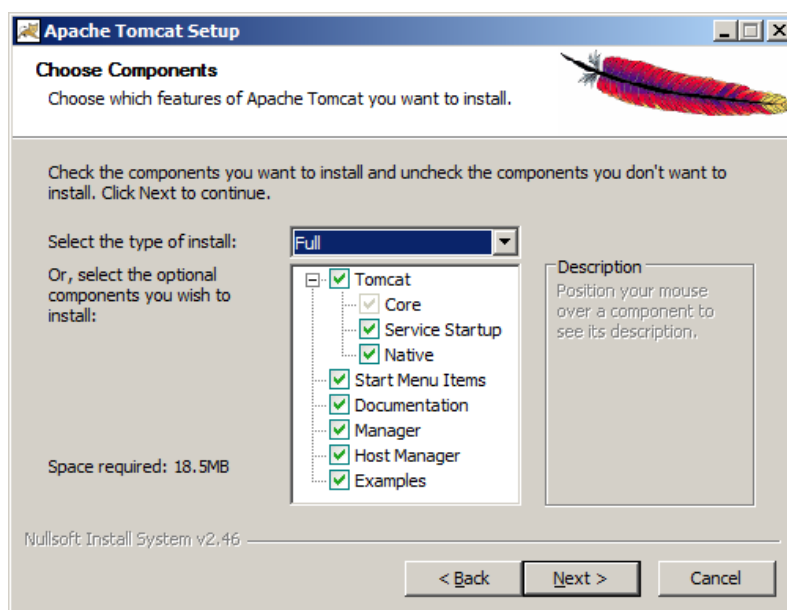 Apache Tomcat Setup
Choose Components
Choose which features of Apache Tomcat you want to install.
Check the components you want to install and uncheck the components you don't want to
install. Click Next to continue.
Select the type of install:
Full
Or, select the optional
components you wish to
install:
Tomcat
Core
Service Startup
Native
Start Menu Items
Documentation
Manager
Host Manager
Examples
Description
Position your mouse
over a component to
see its description.
Space required: 18.5MB
Nullsoft Install System v2.46
< Back
Next >
Cancel